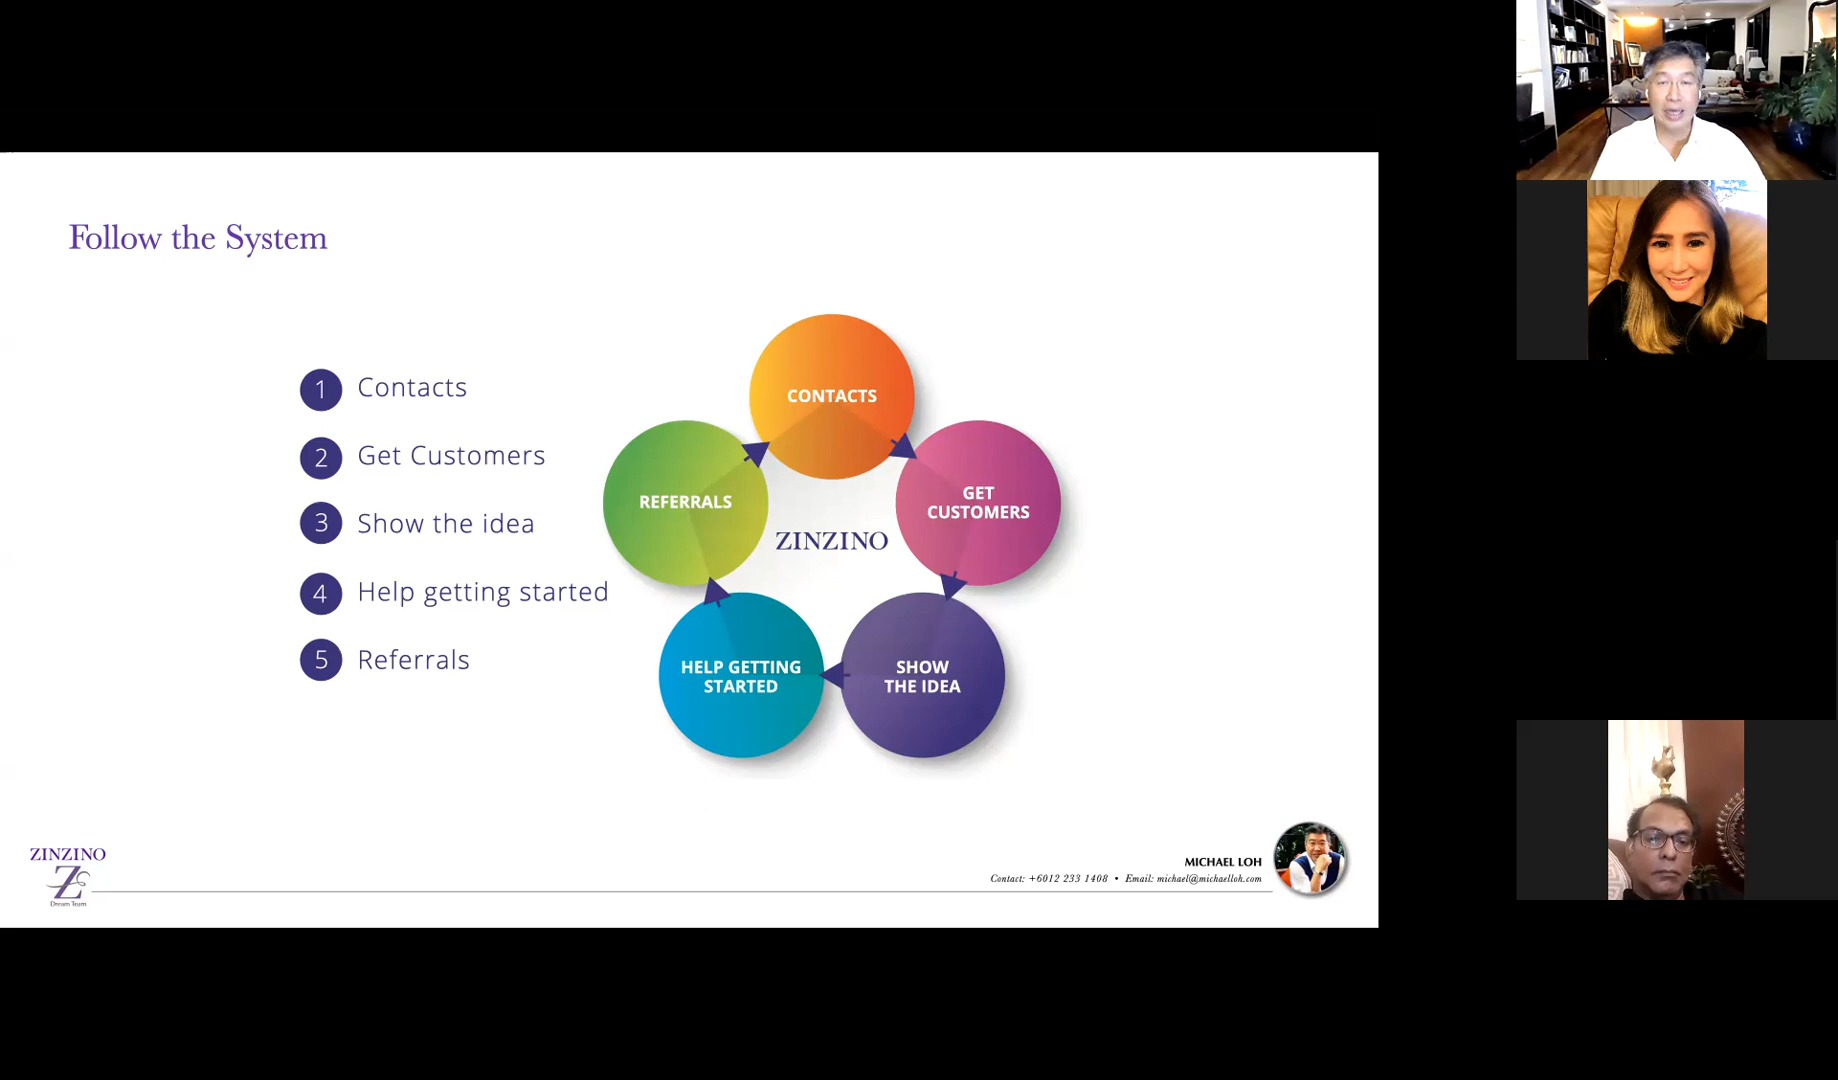 Follow the System
1 Contacts
2 Get Customers
3 Show the idea
4 Help getting started
5 Referrals
CONTACTS
GET
CUSTOMERS
SHOW
THE IDEA
HELP GETTING
STARTED
REFERRALS
ZINZINO
ZINZINO
Z
Dream Team
MICHAEL LOH
Contact: +6012 233 1408 • Email: michael@michaelloh.com